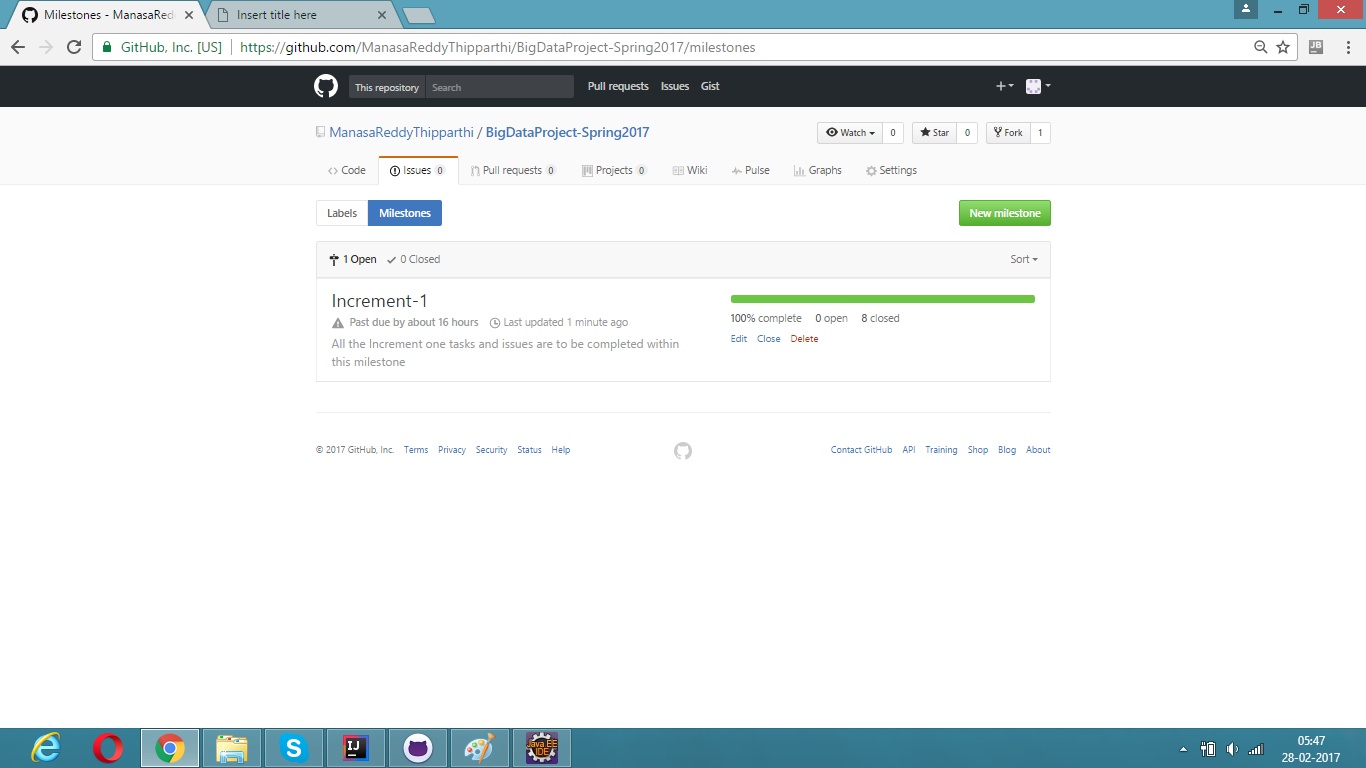 Milestones - ManasaRed
Insert title here
GitHub, Inc. [US] https://github.com/ManasaReddyThipparthi/BigDataProject-Spring2017/milestones
JB
This repository Search Pull requests Issues Gist
ManasaReddyThipparthi / BigDataProject-Spring2017 Watch 0 Star 0 Fork 1
Code Issues 0 Pull requests 0 Projects 0 Wiki Pulse Graphs Settings
Labels Milestones New milestone
1 Open 0 Closed Sort
Increment-1
Past due by about 16 hours Last updated 1 minute ago
All the Increment one tasks and issues are to be completed within
this milestone
100% complete 0 open 8 closed
Edit Close Delete
© 2017 GitHub, Inc. Terms Privacy Security Status Help Contact GitHub API Training Shop Blog About
IJ
Java EE
IDE
05:47
28-02-2017